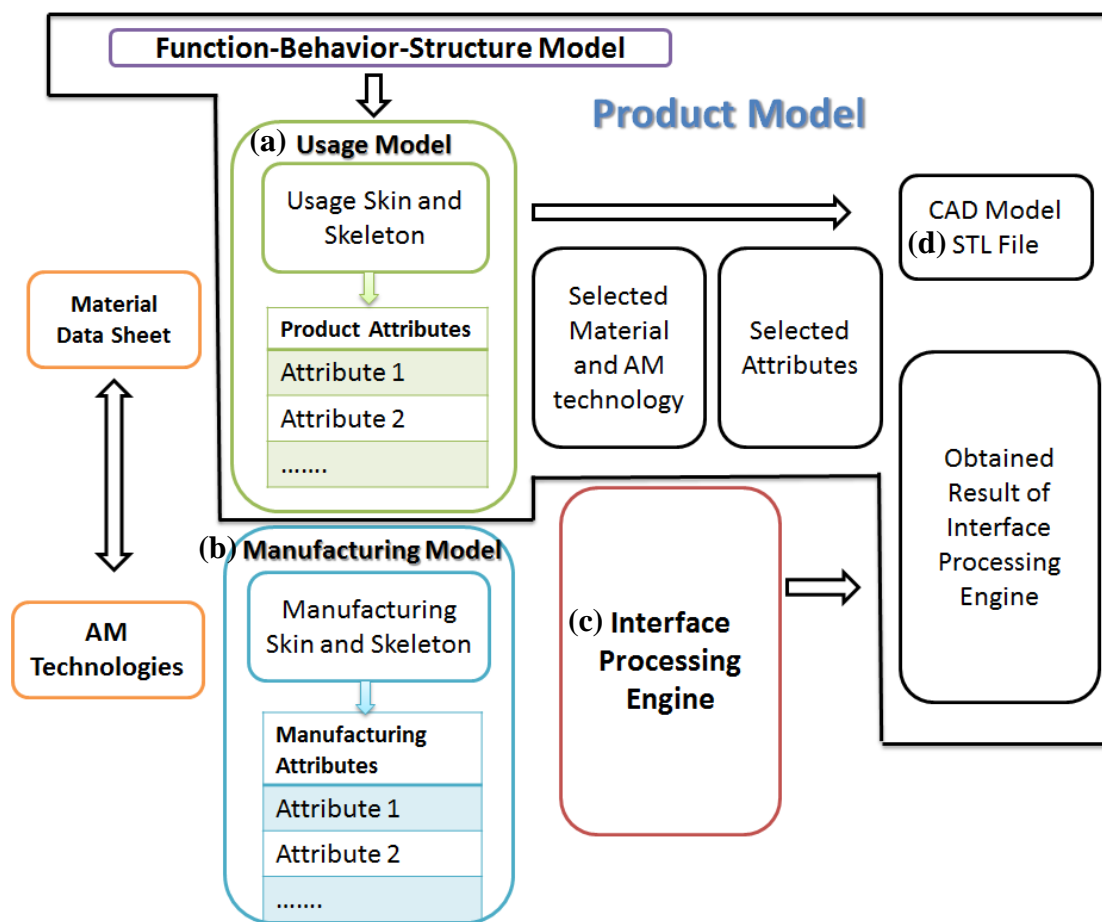 Function-Behavior-Structure Model
Product Model
(a) Usage Model
Usage Skin and
Skeleton
Product Attributes
Attribute 1
Attribute 2
.......
Material
Data Sheet
AM
Technologies
Selected
Material
and AM
technology
Selected
Attributes
CAD Model
(d) STL File
Obtained
Result of
Interface
Processing
Engine
(b) Manufacturing Model
Manufacturing
Skin and Skeleton
Manufacturing
Attributes
Attribute 1
Attribute 2
.......
(c) Interface
Processing
Engine